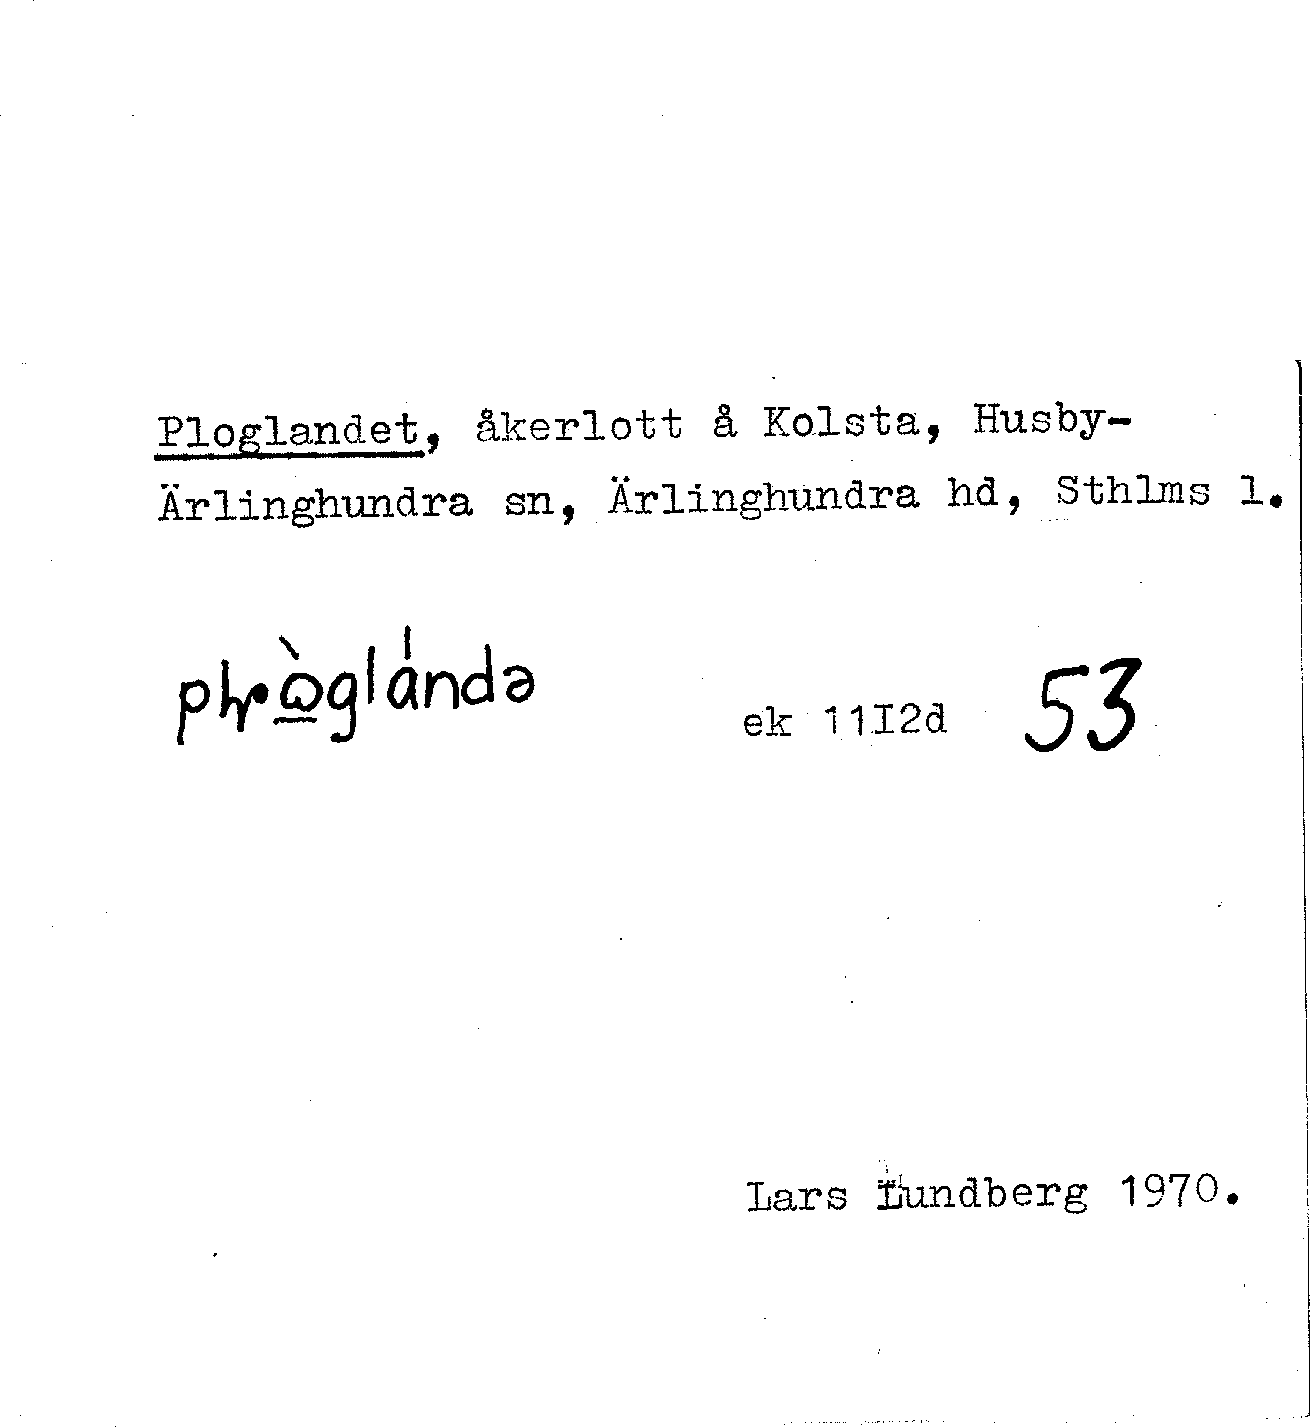 Ploglandet, åkerlott å Kolsta, Husby-
Ärlinghundra sn, Ärlinghundra hd, Sthlms l.
ek 11I2d 53
Lars Lundberg 1970.